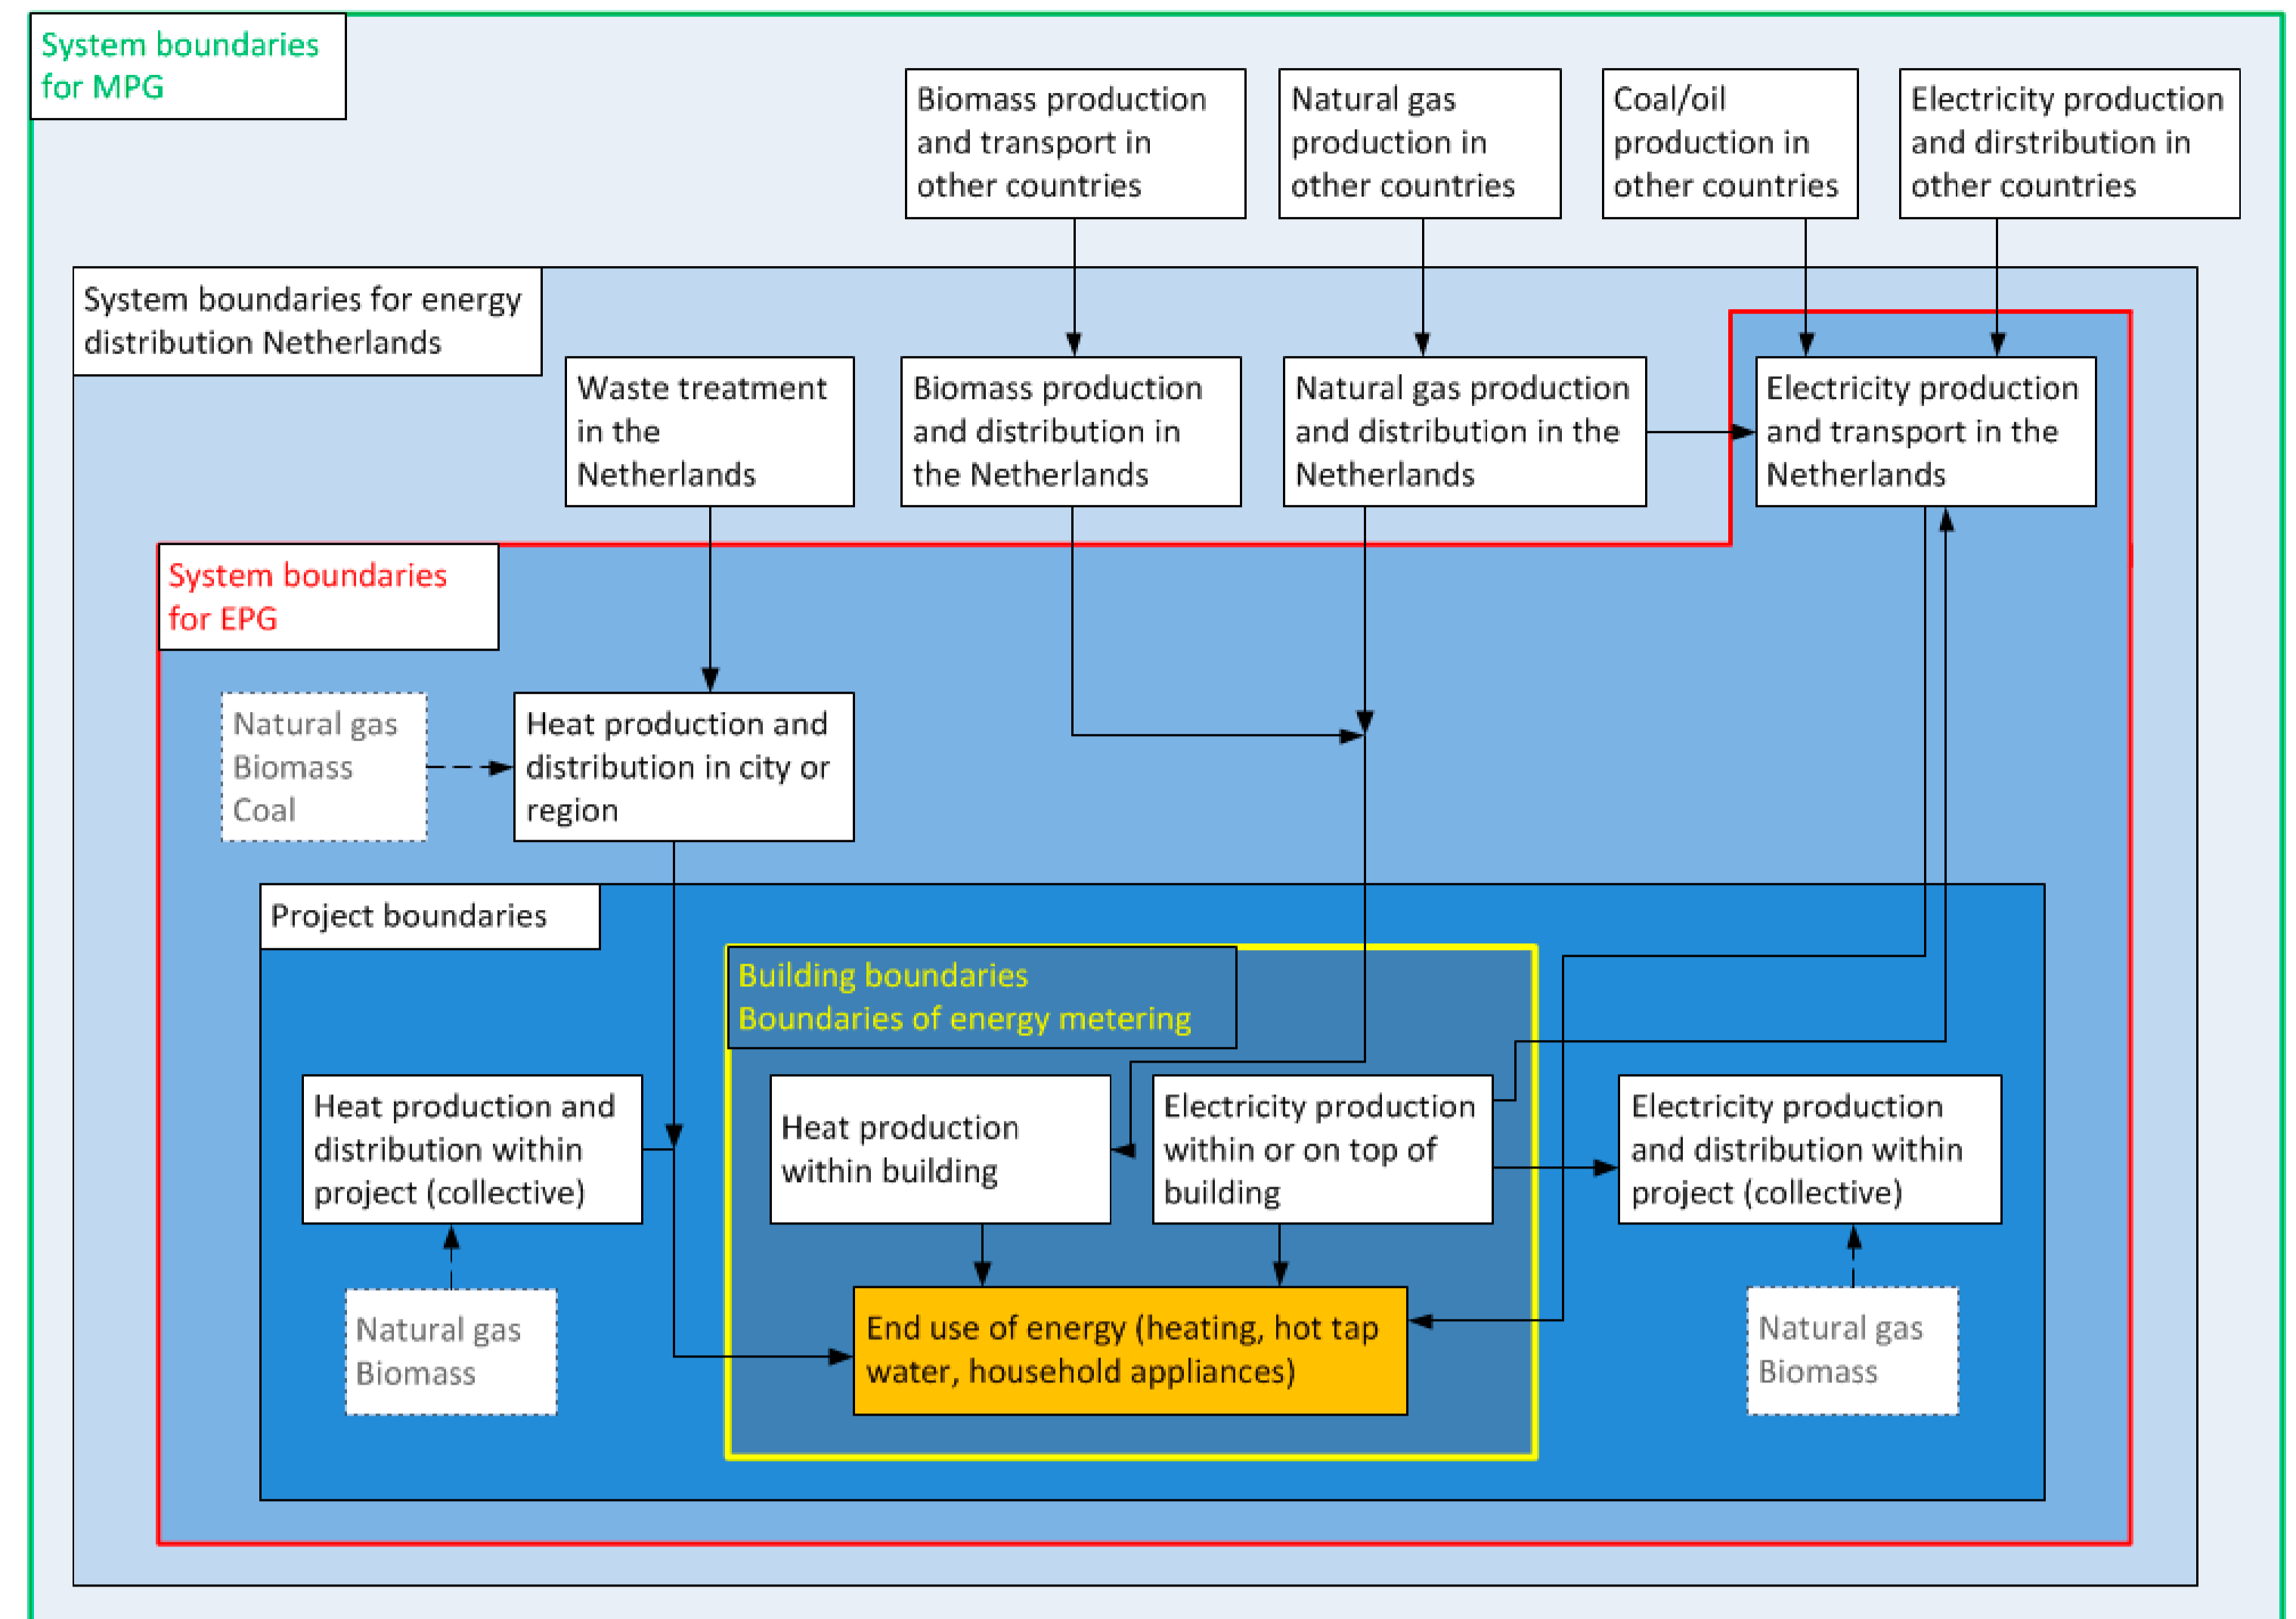 System boundaries
for MPG
Biomass production
and transport in
other countries
Natural gas
production in
other countries
Coal/oil
production in
other countries
Electricity production
and dirstribution in
other countries
System boundaries for energy
distribution Netherlands
Waste treatment
in the
Netherlands
Biomass production
and distribution in
the Netherlands
Natural gas production
and distribution in the
Netherlands
Electricity production
and transport in the
Netherlands
System boundaries
for EPG
Natural gas
Biomass
Coal
Heat production and
distribution in city or
region
Project boundaries
Building boundaries
Boundaries of energy metering
Heat production and
distribution within
project (collective)
Heat production
within building
Electricity production
within or on top of
building
Electricity production
and distribution within
project (collective)
Natural gas
Biomass
End use of energy (heating, hot tap
water, household appliances)
Natural gas
Biomass